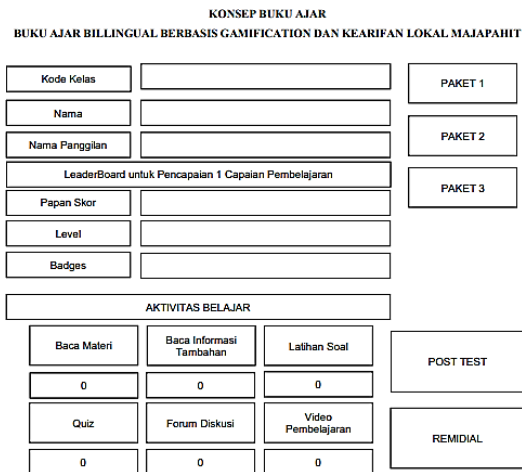 KONSEP BUKU AJAR
BUKU AJAR BILLINGUAL BERBASIS GAMIFICATION DAN KEARIFAN LOKAL MAJAPAHIT
Kode Kelas
PAKET 1
Nama
Nama Panggilan
PAKET 2
LeaderBoard untuk Pencapaian 1 Capaian Pembelajaran
PAKET 3
Papan Skor
Level
Badges
AKTIVITAS BELAJAR
Baca Materi
Baca Informasi
Tambahan
Latihan Soal
POST TEST
0
0
0
Quiz
Forum Diskusi
Video
Pembelajaran
REMIDIAL
0
0
0